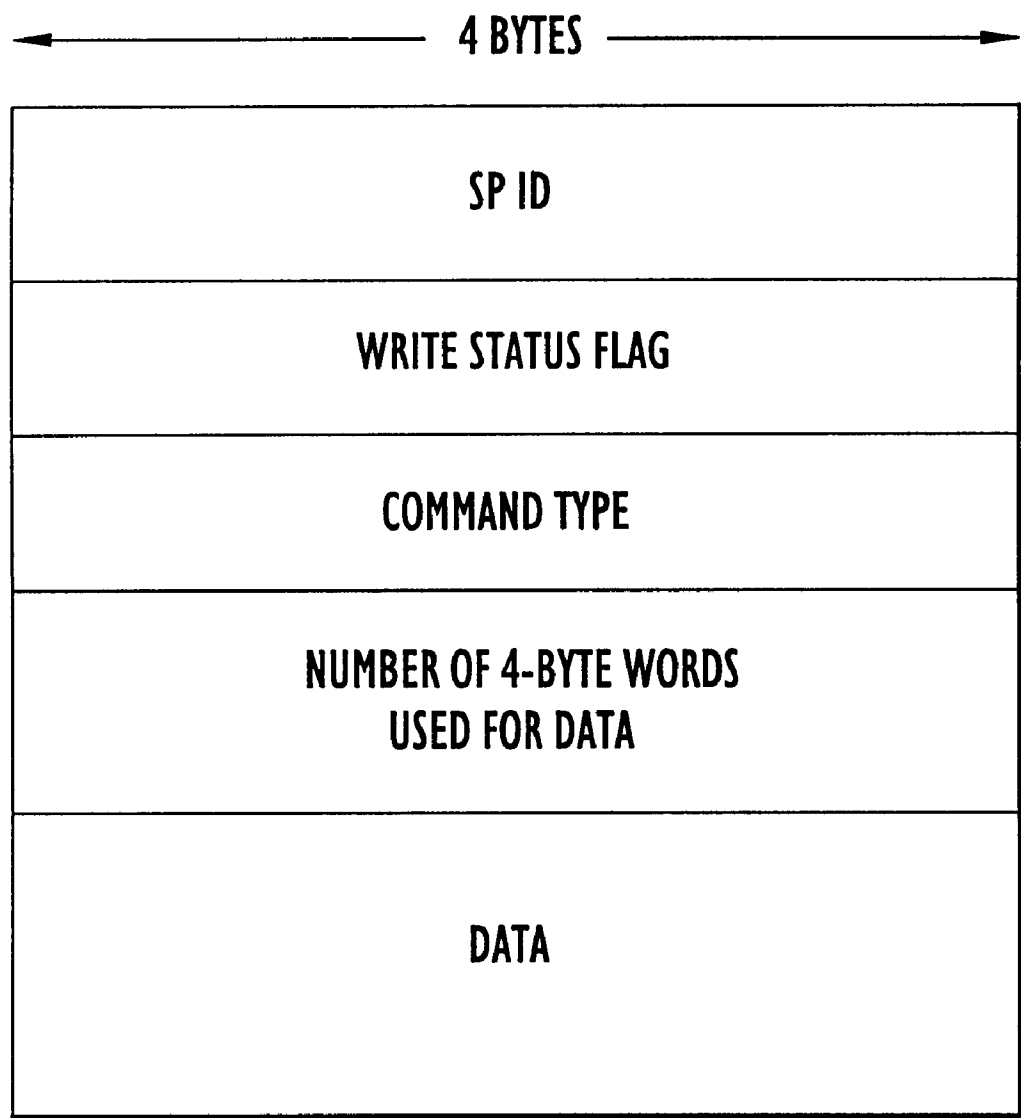 4 BYTES
SP ID
WRITE STATUS FLAG
COMMAND TYPE
NUMBER OF 4-BYTE WORDS
USED FOR DATA
DATA